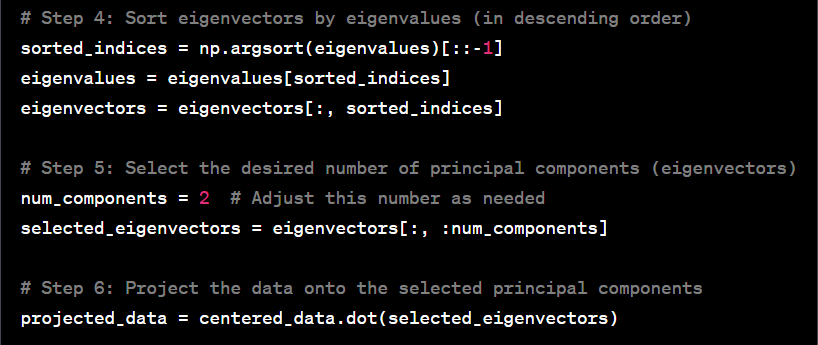 # Step 4: Sort eigenvectors by eigenvalues (in descending order)
sorted_indices = np.argsort(eigenvalues)[::-1]
eigenvalues = eigenvalues[sorted_indices]
eigenvectors = eigenvectors[:, sorted_indices]
# Step 5: Select the desired number of principal components (eigenvectors)
num_components = 2  # Adjust this number as needed
selected_eigenvectors = eigenvectors[:, :num_components]
# Step 6: Project the data onto the selected principal components
projected_data = centered_data.dot(selected_eigenvectors)